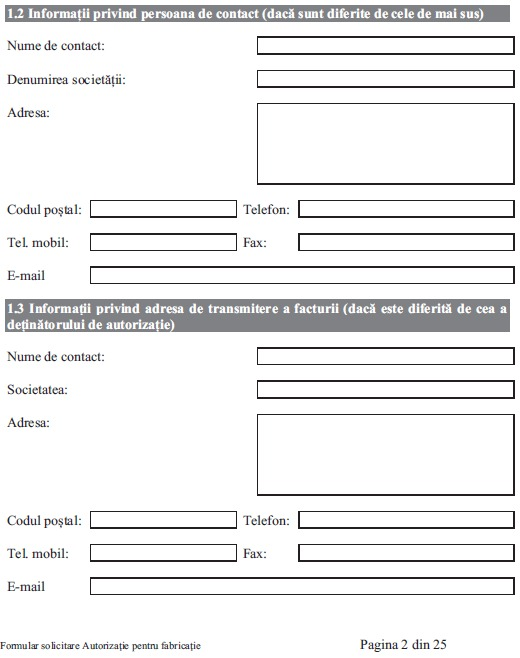 1.2 Informații privind persoana de contact (dacă sunt diferite de cele de mai sus)
Nume de contact:
Denumirea societății:
Adresa:
Codul poștal: Telefon:
Tel. mobil: Fax:
E-mail
1.3 Informații privind adresa de transmitere a facturii (dacă este diferită de cea a
deținătorului de autorizație)
Nume de contact:
Societatea:
Adresa:
Codul poștal: Telefon:
Tel. mobil: Fax:
E-mail
Formular solicitare Autorizație pentru fabricație Pagina 2 din 25